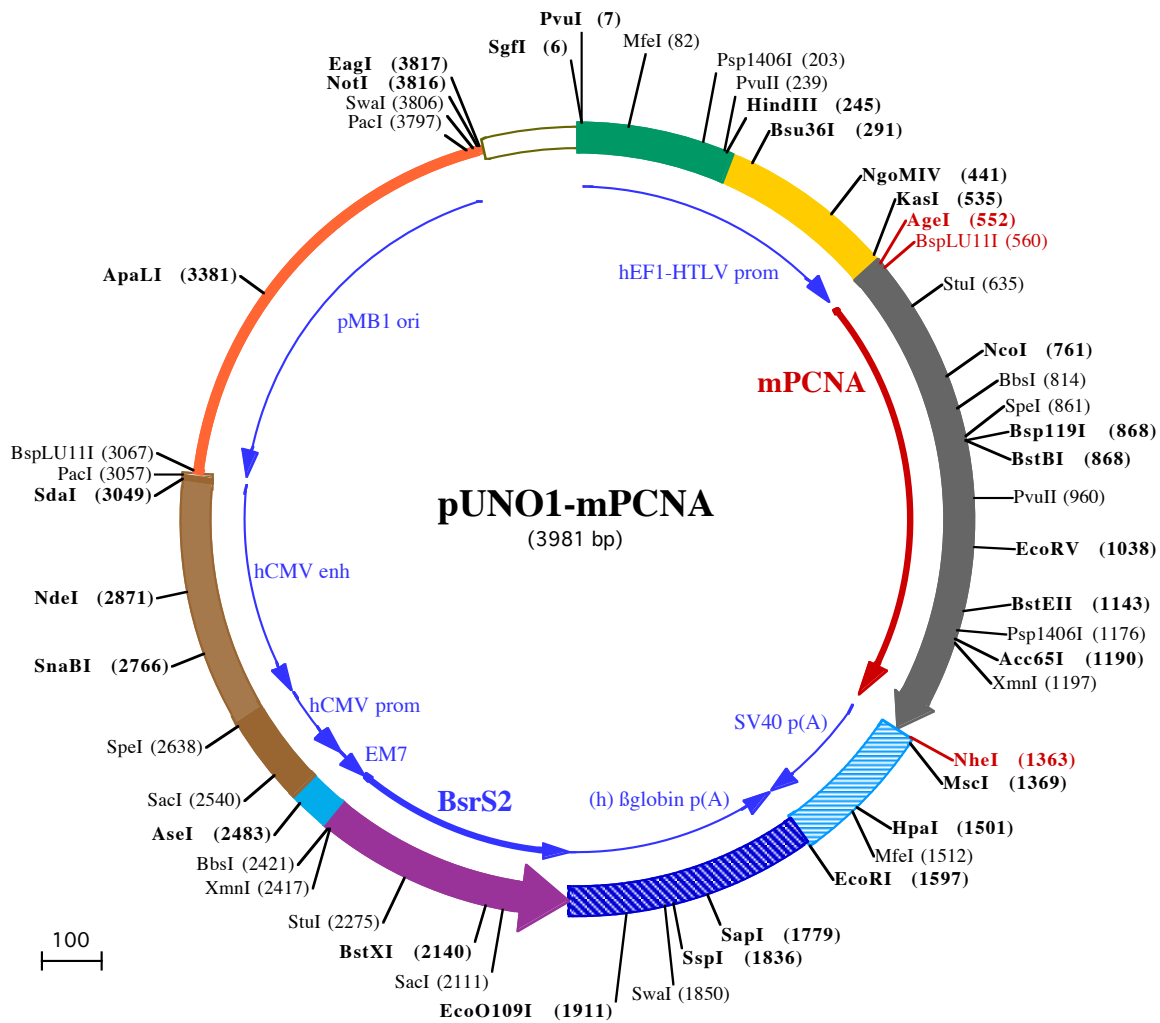 PvuI (7)
SgfI (6)
MfeI (82)
Psp1406I (203)
PvuII (239)
HindIII (245)
Bsu36I (291)
NgoMIV (441)
KasI (535)
AgeI (552)
BspLU11I (560)
StuI (635)
NcoI (761)
BbsI (814)
SpeI (861)
Bsp119I (868)
BstBI (868)
PvuII (960)
EcoRV (1038)
BstEII (1143)
Psp1406I (1176)
Acc65I (1190)
XmnI (1197)
NheI (1363)
MscI (1369)
HpaI (1501)
MfeI (1512)
EcoRI (1597)
SapI (1779)
SspI (1836)
SwaI (1850)
EcoO109I (1911)
SacI (2111)
BstXI (2140)
StuI (2275)
XmnI (2417)
BbsI (2421)
AseI (2483)
SacI (2540)
SpeI (2638)
SnaBI (2766)
NdeI (2871)
SdaI (3049)
PacI (3057)
BspLU11I (3067)
ApaLI (3381)
PacI (3797)
SwaI (3806)
NotI (3816)
EagI (3817)
hEF1-HTLV prom
mPCNA
SV40 p(A)
(h) ßglobin p(A)
BsrS2
EM7
hCMV prom
hCMV enh
pMB1 ori
pUNO1-mPCNA
(3981 bp)
100